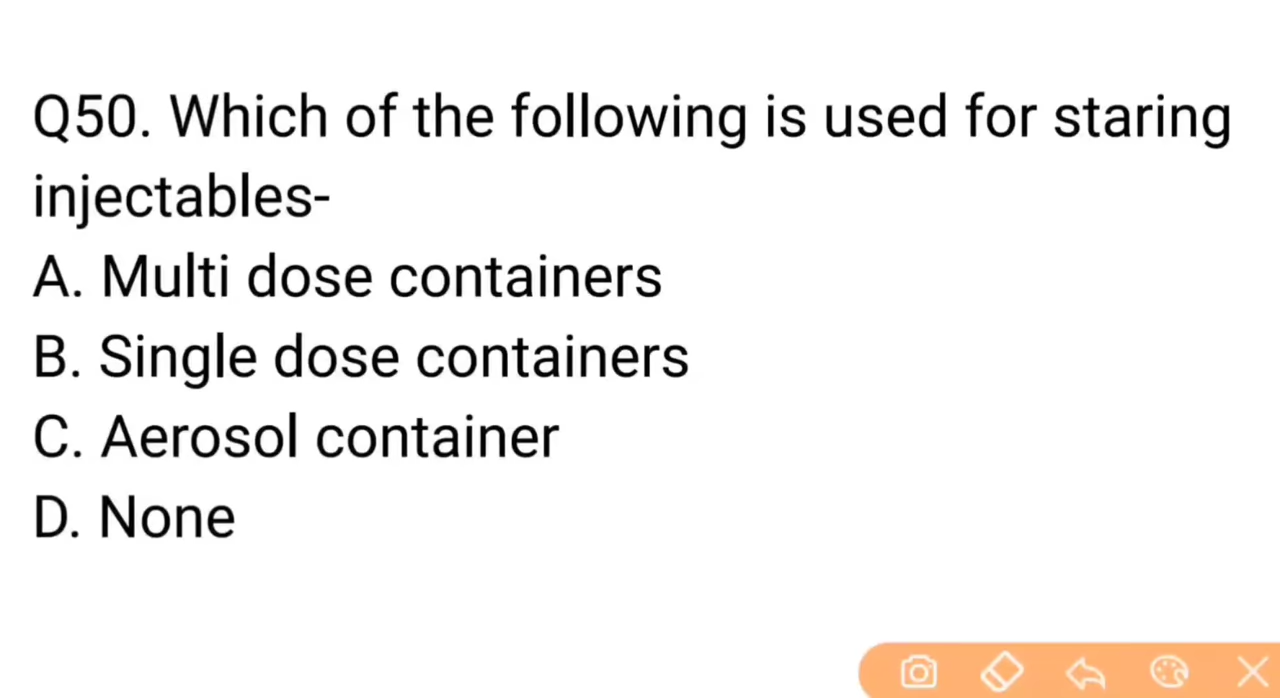 Q50. Which of the following is used for staring
injectables-
A. Multi dose containers
B. Single dose containers
C. Aerosol container
D. None